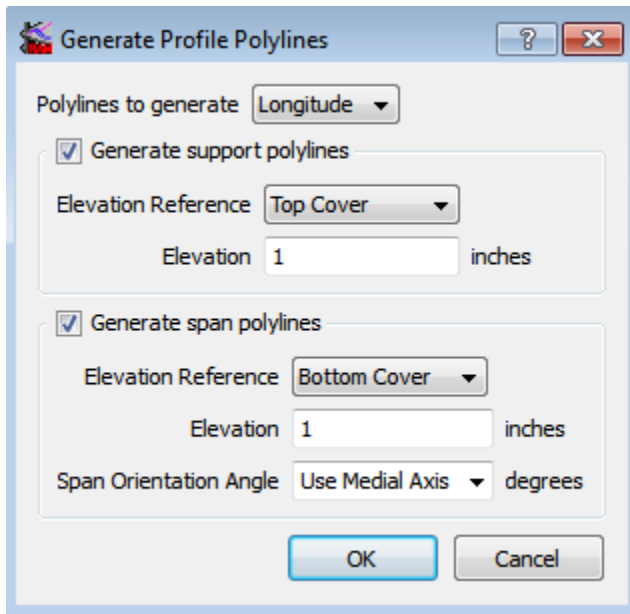 Generate Profile Polylines
?
Polylines to generate Longitude
Generate support polylines
Elevation Reference Top Cover
Elevation 1 inches
Generate span polylines
Elevation Reference Bottom Cover
Elevation 1 inches
Span Orientation Angle Use Medial Axis degrees
OK Cancel